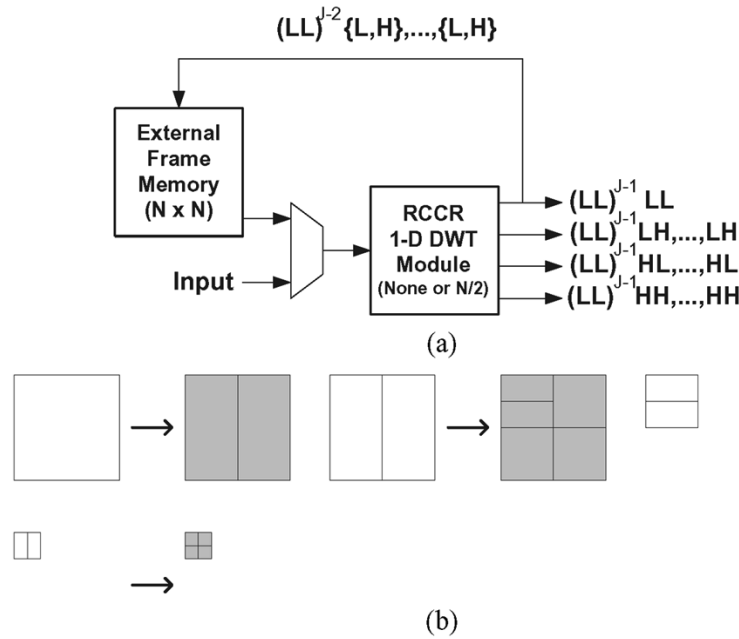 (LL)^J-2 {L,H},...,{L,H}
External
Frame
Memory
(N x N)
Input
RCCR
1-D DWT
Module
(None or N/2)
(LL)^J-1 LL
(LL)^J-1 LH,...,LH
(LL)^J-1 HL,...,HL
(LL)^J-1 HH,...,HH
(a)
(b)